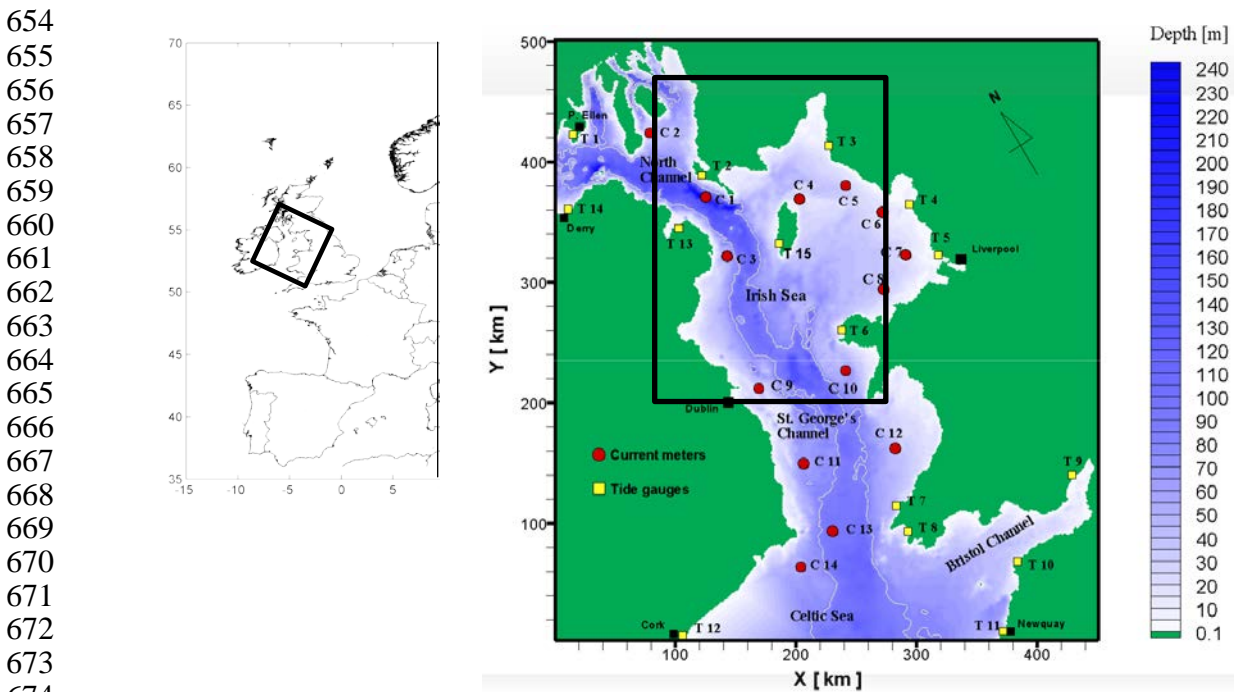 654
655
656
657
658
659
660
661
662
663
664
665
666
667
668
669
670
671
672
673
674
70
65
60
55
50
45
40
35
-15
-10
-5
0
5
Y [ km ]
500
400
300
200
100
100
200
300
400
X [ km ]
P. Ellen
T 1
C 2
North
Channel
T 2
T 3
C 1
C 4
C 5
T 4
C 6
T 14
Derry
T 13
C 3
T 15
C 7
T 5
Liverpool
C 8
Irish Sea
T 6
C 9
C 10
Dublin
St. George's
Channel
C 12
C 11
Current meters
Tide gauges
T 9
T 7
T 8
C 13
Bristol Channel
T 10
C 14
Celtic Sea
Cork
T 12
T 11
Newquay
N
Depth [m]
240
230
220
210
200
190
180
170
160
150
140
130
120
110
100
90
80
70
60
50
40
30
20
10
0.1